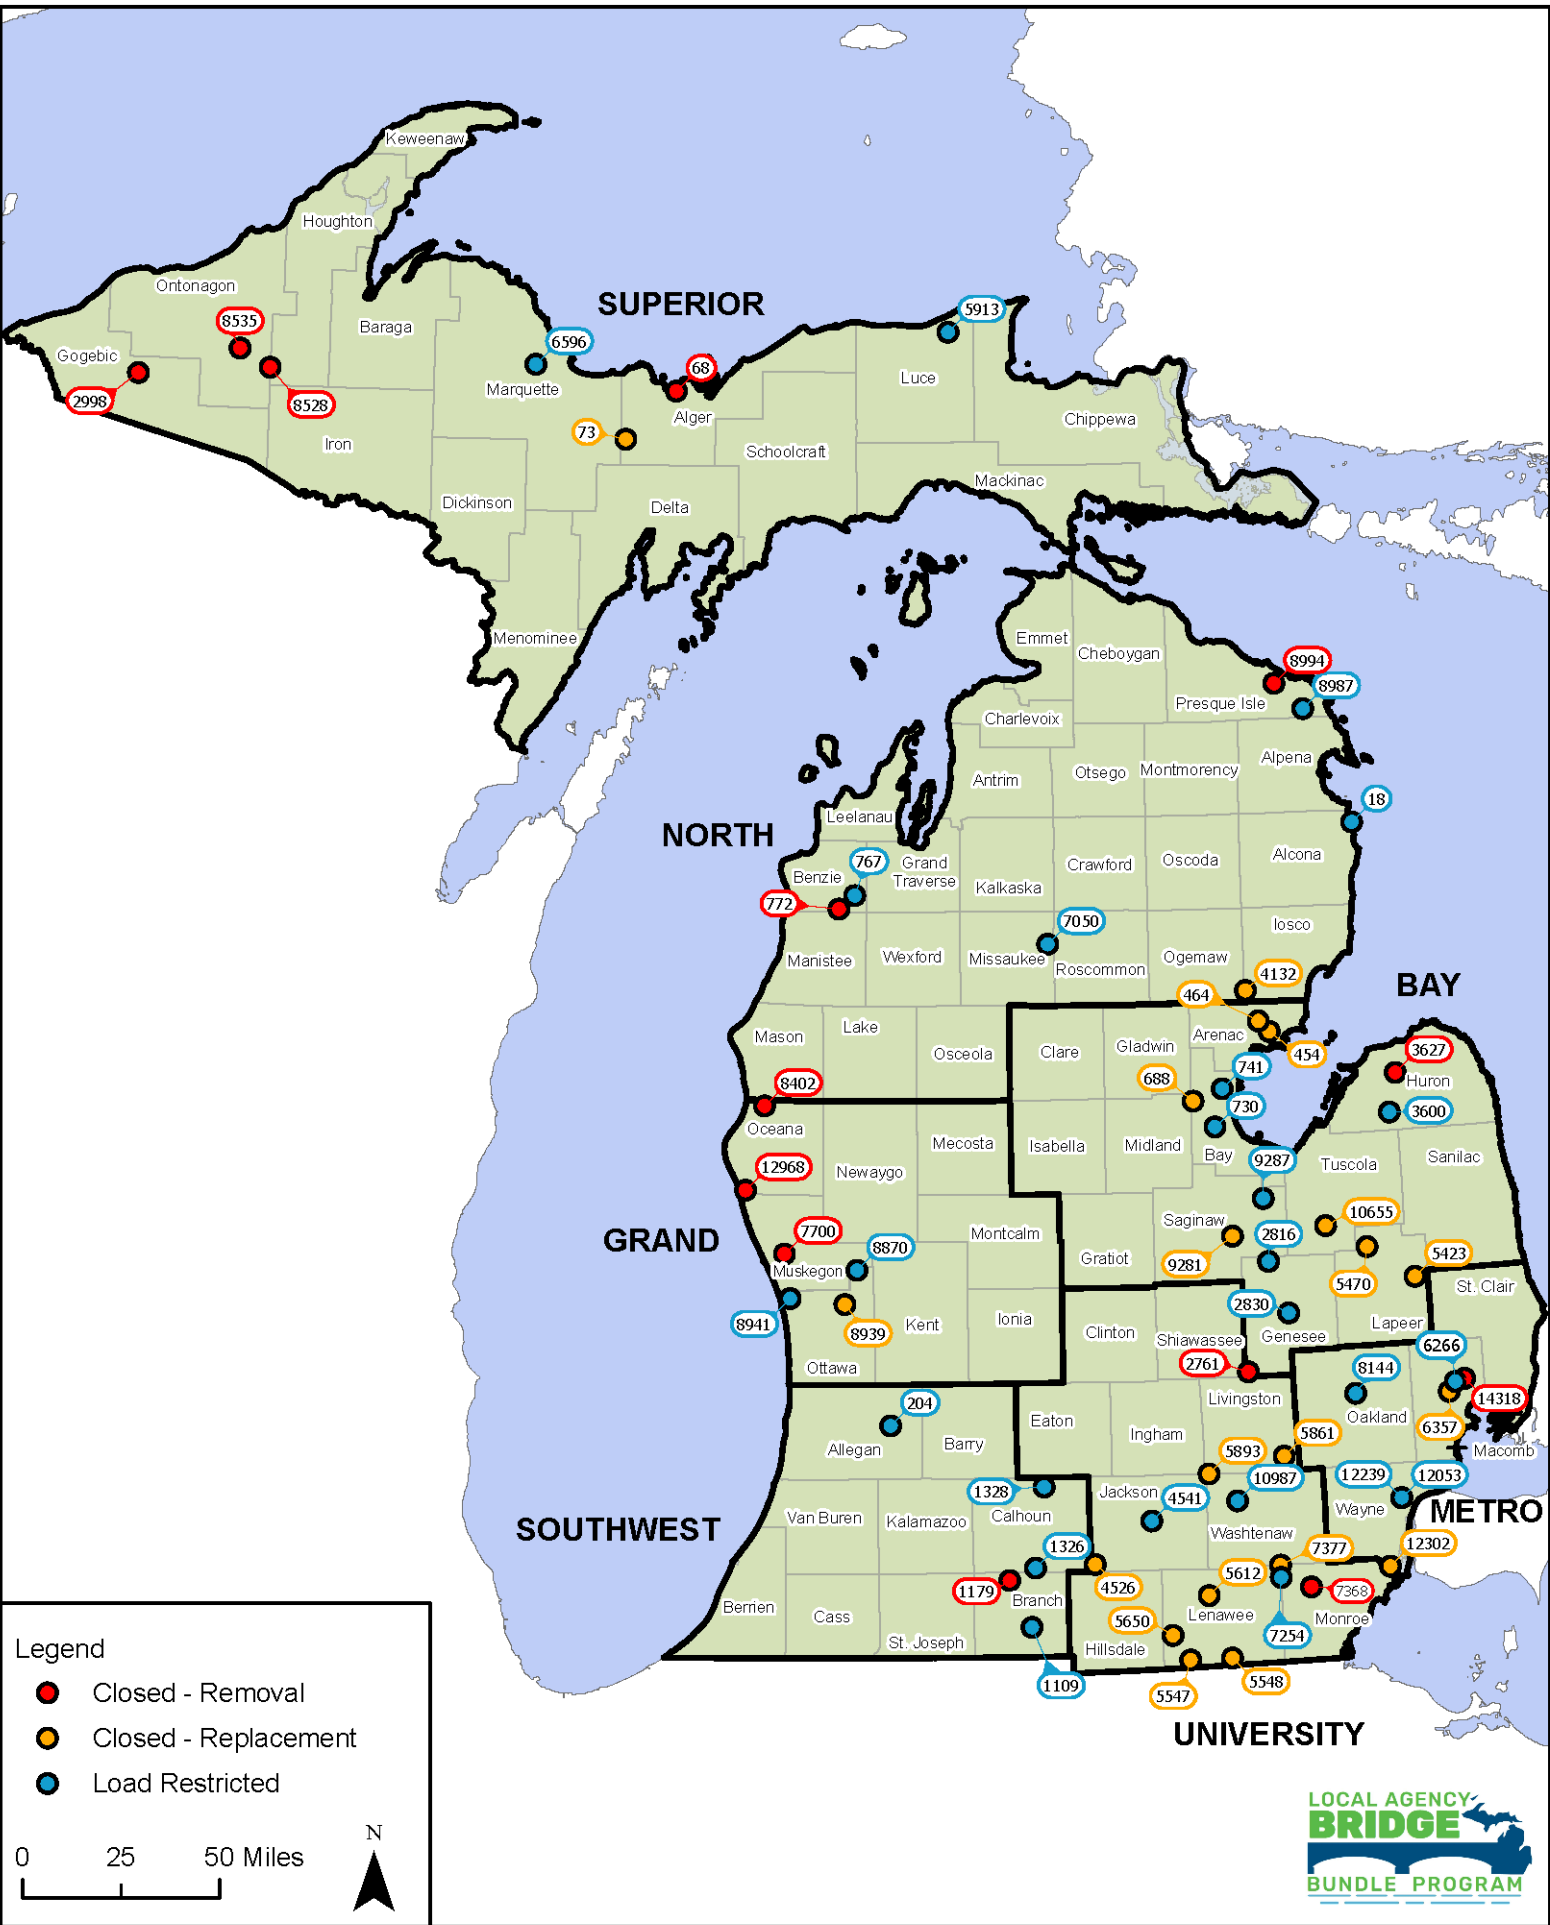 Keweenaw
Houghton
Ontonagon
SUPERIOR
5913
8535
Baraga
6596
Gogebic
68
Luce
Marquette
2998
8528
Alger
Chippewa
73
Iron
Schoolcraft
Mackinac
Dickinson
Delta
Menominee
Emmet
Cheboygan
8994
8987
Presque Isle
Charlevoix
Alpena
Otsego
Montmorency
Antrim
18
Leelanau
NORTH
767
Grand
Traverse
Crawford
Oscoda
Alcona
Benzie
Kalkaska
772
7050
Iosco
Manistee
Wexford
Missaukee
Roscommon
Ogemaw
4132
BAY
464
Mason
Lake
Arenac
Osceola
Clare
Gladwin
454
3627
741
688
8402
Huron
730
3600
Oceana
Mecosta
Isabella
Midland
Bay
Sanilac
12968
Newaygo
9287
Tuscola
10655
Saginaw
7700
GRAND
8870
Montcalm
2816
5423
Muskegon
Gratiot
9281
5470
St. Clair
2830
8941
8939
Kent
Ionia
Clinton
Shiawassee
Genesee
Lapeer
6266
Ottawa
2761
8144
14318
204
Livingston
Oakland
6357
Eaton
Allegan
Barry
Ingham
5893
5861
Macomb
1328
Jackson
4541
10987
12239
12053
Van Buren
Kalamazoo
Calhoun
Wayne
METRO
SOUTHWEST
Washtenaw
1326
7377
12302
5612
1179
4526
7368
Berrien
Cass
Branch
5650
Lenawee
Monroe
St. Joseph
Hillsdale
7254
1109
5547
5548
UNIVERSITY
Legend
Closed - Removal
Closed - Replacement
Load Restricted
N
0 25 50 Miles
LOCAL AGENCY
BRIDGE
BUNDLE PROGRAM